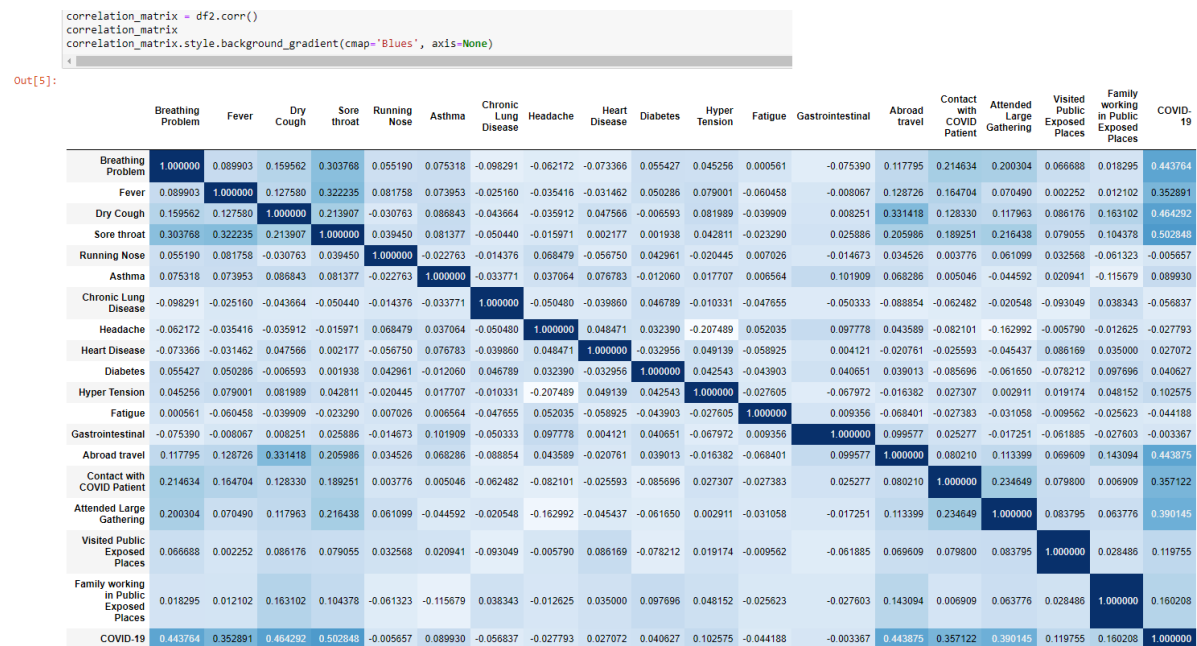 correlation_matrix = df2.corr()
correlation_matrix
correlation_matrix.style.background_gradient(cmap='Blues', axis=None)
Out[5]:
Breathing Problem Fever Dry Cough Sore throat Running Nose Asthma Chronic Lung Disease Headache Heart Disease Diabetes Hyper Tension Fatigue Gastrointestinal Abroad travel Contact with COVID Patient Attended Large Gathering Visited Public Exposed Places Family working in Public Exposed Places COVID-19
Breathing Problem 1.000000 0.089903 0.159562 0.303768 0.055190 0.075318 -0.098291 -0.062172 -0.073366 0.055427 0.045256 0.000561 -0.075390 0.117795 0.214634 0.200304 0.066688 0.018295 0.443764
Fever 0.089903 1.000000 0.127580 0.322235 0.081758 0.073953 -0.025160 -0.035416 -0.031462 0.050286 0.079001 -0.060458 -0.008067 0.128726 0.164704 0.070490 0.002252 0.012102 0.352891
Dry Cough 0.159562 0.127580 1.000000 0.213907 -0.030763 0.086843 -0.043664 -0.035912 0.047566 -0.006593 0.081989 -0.039909 0.008251 0.331418 0.128330 0.117963 0.086176 0.163102 0.464292
Sore throat 0.303768 0.322235 0.213907 1.000000 0.039450 0.081377 -0.050440 -0.015971 0.002177 0.001938 0.042811 -0.023290 0.025886 0.205986 0.189251 0.216438 0.079055 0.104378 0.502848
Running Nose 0.055190 0.081758 -0.030763 0.039450 1.000000 -0.022763 -0.014376 0.068479 -0.056750 0.042961 -0.020445 0.007026 -0.014673 0.034526 0.003776 0.061099 0.032568 -0.061323 -0.005657
Asthma 0.075318 0.073953 0.086843 0.081377 -0.022763 1.000000 -0.033771 0.037064 0.076783 -0.012060 0.017707 0.006564 0.101909 0.068286 0.005046 -0.044592 0.020941 -0.115679 0.089930
Chronic Lung Disease -0.098291 -0.025160 -0.043664 -0.050440 -0.014376 -0.033771 1.000000 -0.050480 -0.039860 0.046789 -0.010331 -0.047655 -0.050333 -0.088854 -0.062482 -0.020548 -0.093049 0.038343 -0.056837
Headache -0.062172 -0.035416 -0.035912 -0.015971 0.068479 0.037064 -0.050480 1.000000 0.048471 0.032390 -0.207489 0.052035 0.097778 0.043589 -0.082101 -0.162992 -0.005790 -0.012625 -0.027793
Heart Disease -0.073366 -0.031462 0.047566 0.002177 -0.056750 0.076783 -0.039860 0.048471 1.000000 -0.032956 0.049139 -0.058925 0.004121 -0.020761 -0.025593 -0.045437 0.086169 0.035000 0.027072
Diabetes 0.055427 0.050286 -0.006593 0.001938 0.042961 -0.012060 0.046789 0.032390 -0.032956 1.000000 0.042543 -0.043903 0.040651 0.039013 -0.085696 -0.061650 -0.078212 0.097696 0.040627
Hyper Tension 0.045256 0.079001 0.081989 0.042811 -0.020445 0.017707 -0.010331 -0.207489 0.049139 0.042543 1.000000 -0.027605 -0.067972 -0.016382 0.027307 0.002911 0.019174 0.048152 0.102575
Fatigue 0.000561 -0.060458 -0.039909 -0.023290 0.007026 0.006564 -0.047655 0.052035 -0.058925 -0.043903 -0.027605 1.000000 0.009356 -0.068401 -0.027383 -0.031058 -0.009562 -0.025623 -0.044188
Gastrointestinal -0.075390 -0.008067 0.008251 0.025886 -0.014673 0.101909 -0.050333 0.097778 0.004121 0.040651 -0.067972 0.009356 1.000000 0.099577 0.025277 -0.017251 -0.061885 -0.027603 -0.003367
Abroad travel 0.117795 0.128726 0.331418 0.205986 0.034526 0.068286 -0.088854 0.043589 -0.020761 0.039013 -0.016382 -0.068401 0.099577 1.000000 0.080210 0.113399 0.069609 0.143094 0.443875
Contact with COVID Patient 0.214634 0.164704 0.128330 0.189251 0.003776 0.005046 -0.062482 -0.082101 -0.025593 -0.085696 0.027307 -0.027383 0.025277 0.080210 1.000000 0.234649 0.079800 0.006909 0.357122
Attended Large Gathering 0.200304 0.070490 0.117963 0.216438 0.061099 -0.044592 -0.020548 -0.162992 -0.045437 -0.061650 0.002911 -0.031058 -0.017251 0.113399 0.234649 1.000000 0.083795 0.063776 0.390145
Visited Public Exposed Places 0.066688 0.002252 0.086176 0.079055 0.032568 0.020941 -0.093049 -0.005790 0.086169 -0.078212 0.019174 -0.009562 -0.061885 0.069609 0.079800 0.083795 1.000000 0.028486 0.119755
Family working in Public Exposed Places 0.018295 0.012102 0.163102 0.104378 -0.061323 -0.115679 0.038343 -0.012625 0.035000 0.097696 0.048152 -0.025623 -0.027603 0.143094 0.006909 0.063776 0.028486 1.000000 0.160208
COVID-19 0.443764 0.352891 0.464292 0.502848 -0.005657 0.089930 -0.056837 -0.027793 0.027072 0.040627 0.102575 -0.044188 -0.003367 0.443875 0.357122 0.390145 0.119755 0.160208 1.000000